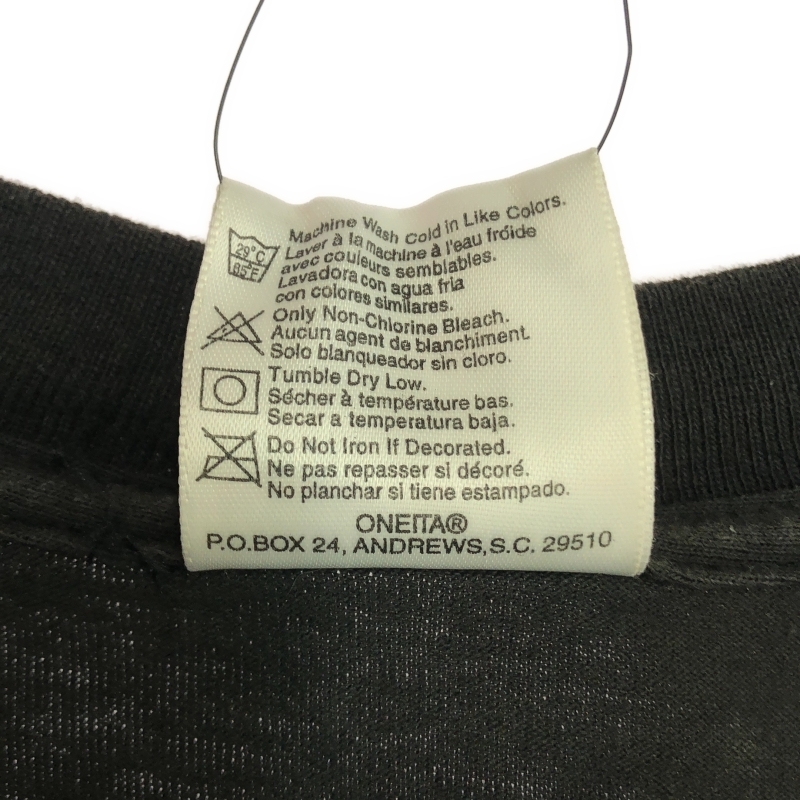 Machine Wash Cold in Like Colors.
Laver à la machine à l'eau fróide
avec couleurs semblables.
Lavadora con agua fria
con colores similares.
29°C
85°F
Only Non-Chlorine Bleach.
Aucun agent de blanchiment.
Solo blanqueador sin cloro.
Tumble Dry Low.
Sécher à température bas.
Secar a temperatura baja.
Do Not Iron If Decorated.
Ne pas repasser si décoré.
No planchar si tiene estampado.
ONEITA®
P.O.BOX 24, ANDREWS,S.C. 29510